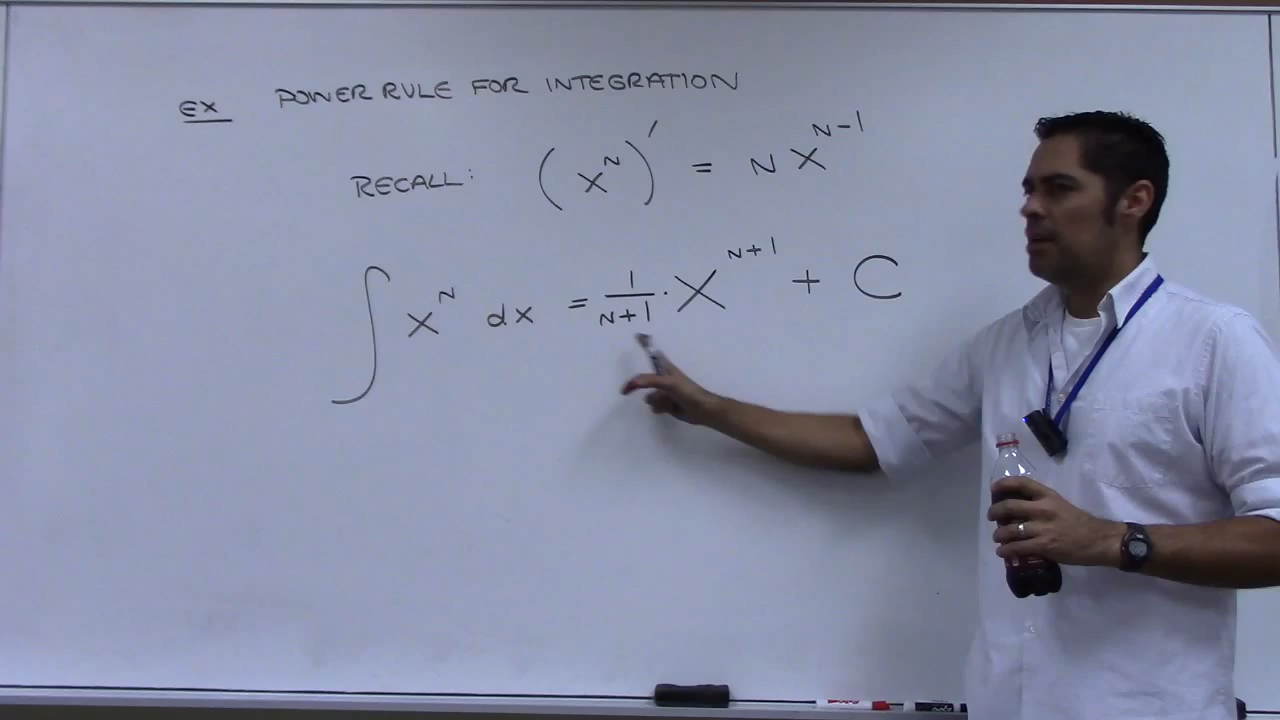 EX POWER RULE FOR INTEGRATION
RECALL: (x^N)' = N x^(N-1)
∫ x^N dx = 1/(N+1) · x^(N+1) + C